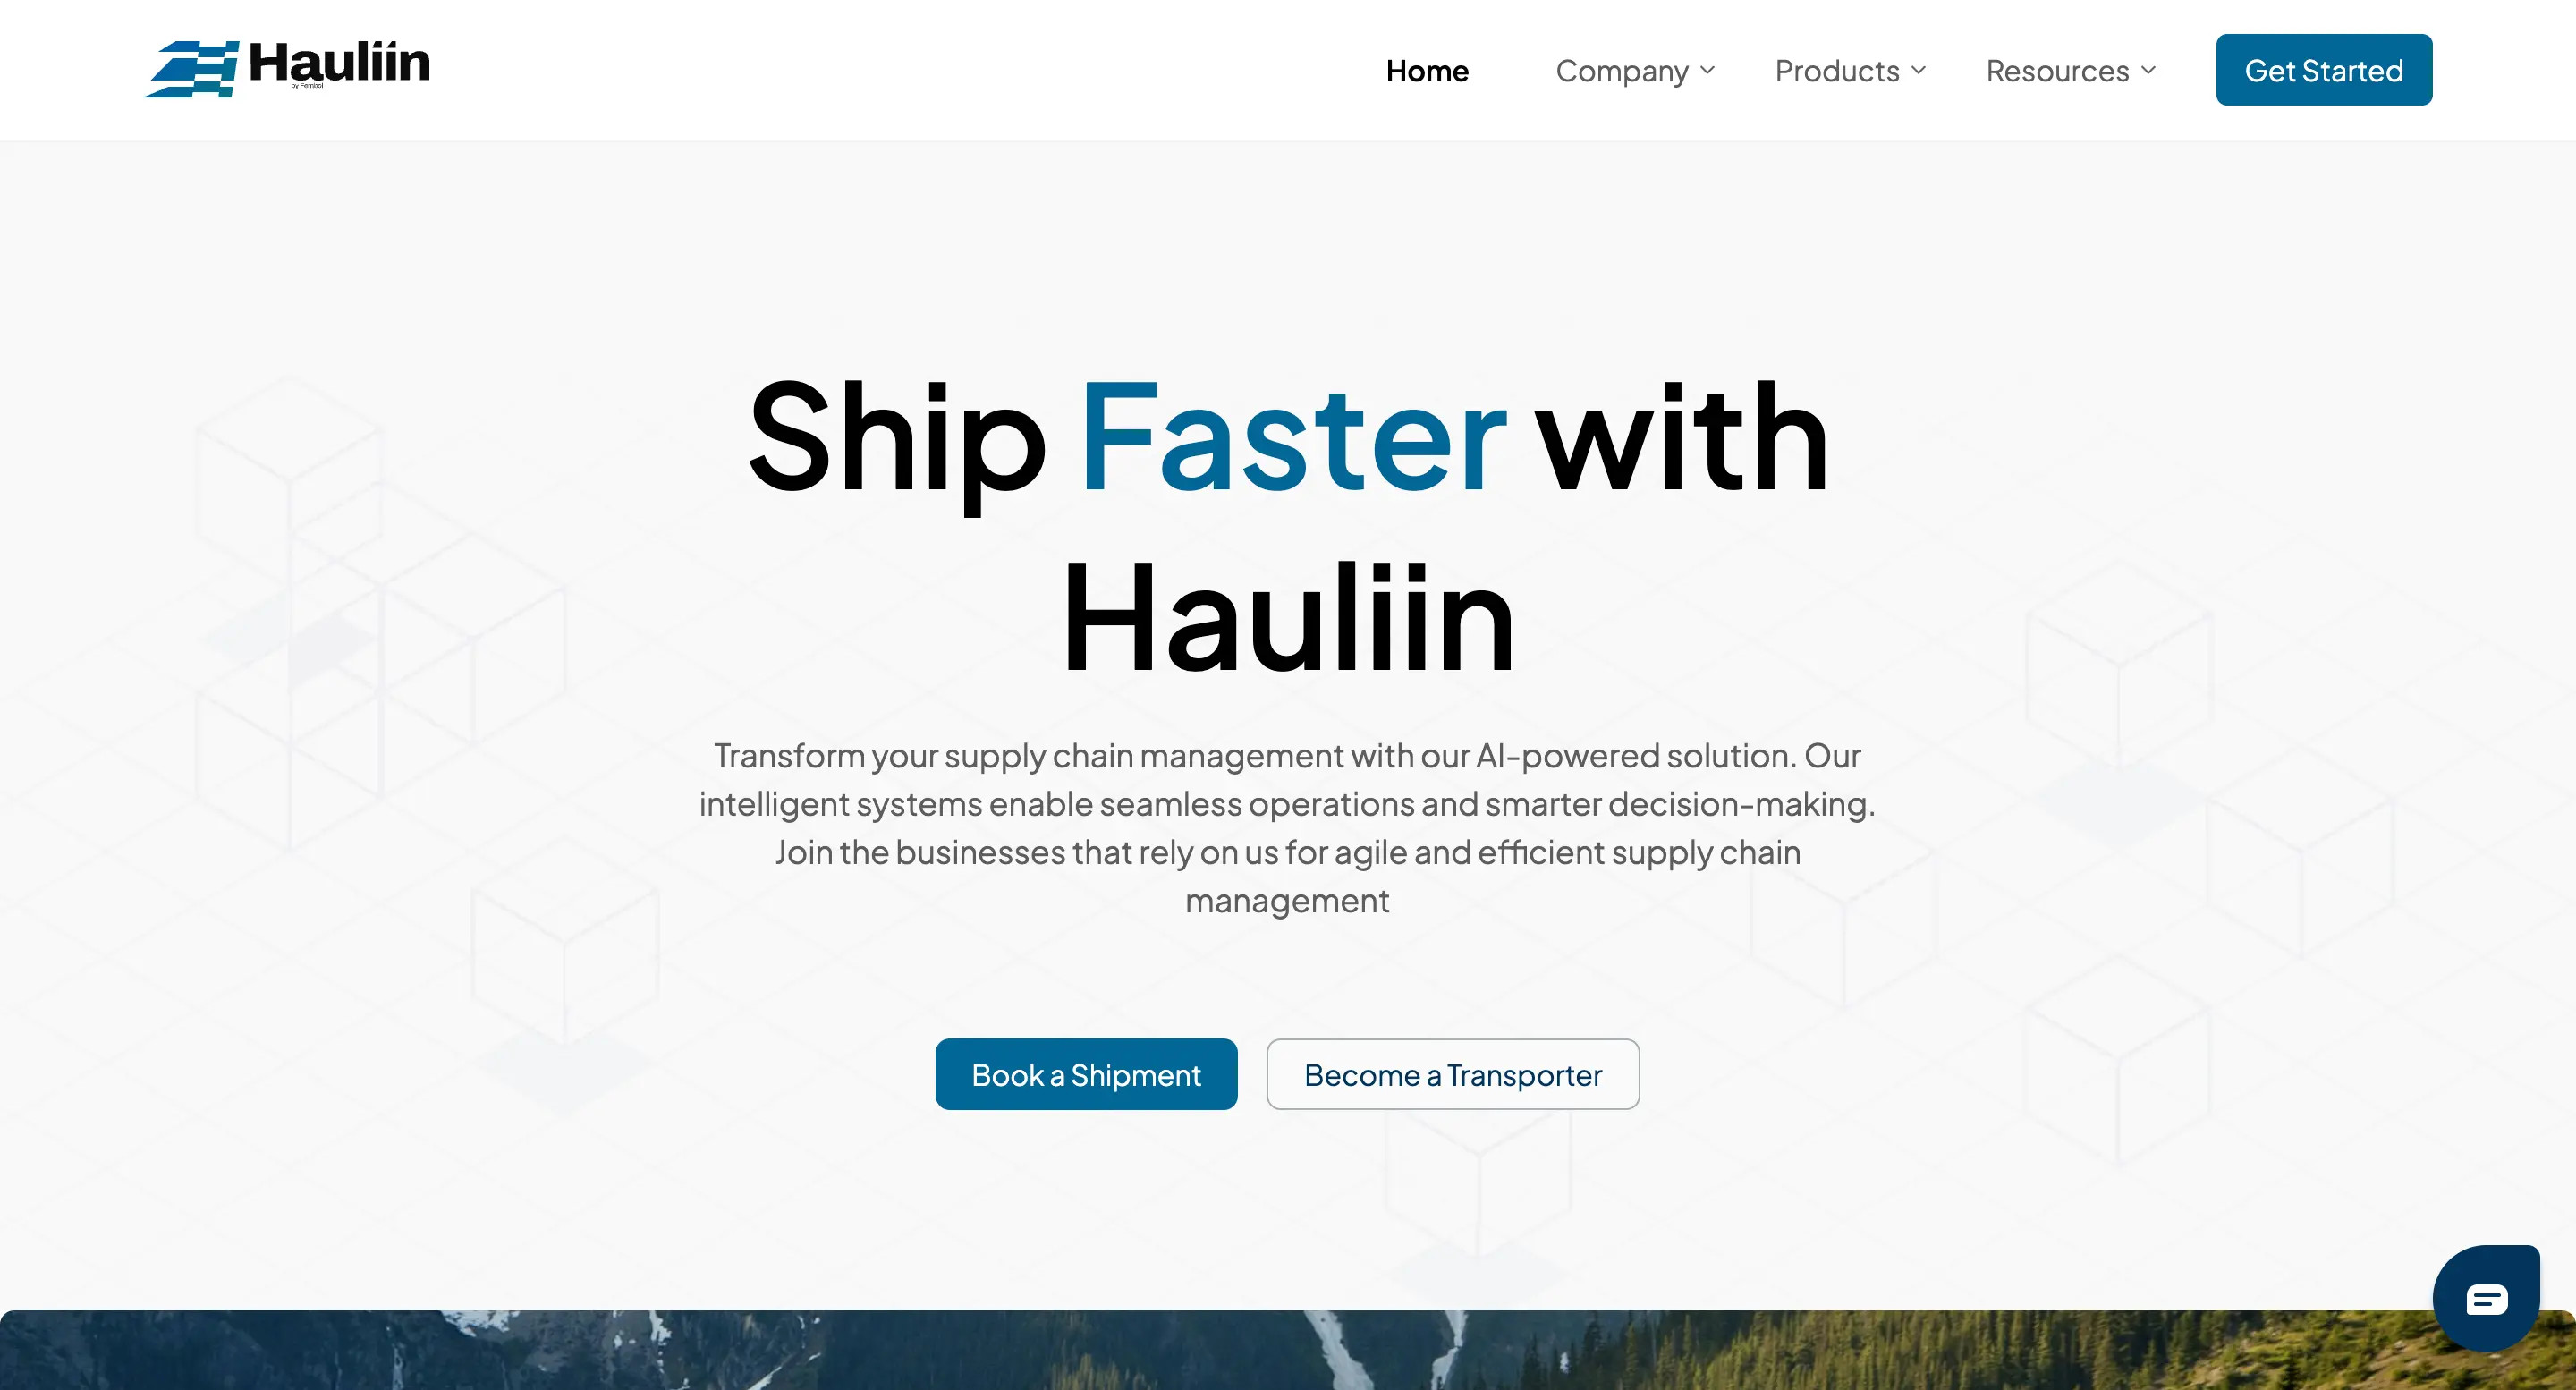 Hauliin
by Fernisol
Home
Company
Products
Resources
Get Started
Ship Faster with
Hauliin
Transform your supply chain management with our AI-powered solution. Our
intelligent systems enable seamless operations and smarter decision-making.
Join the businesses that rely on us for agile and efficient supply chain
management
Book a Shipment
Become a Transporter